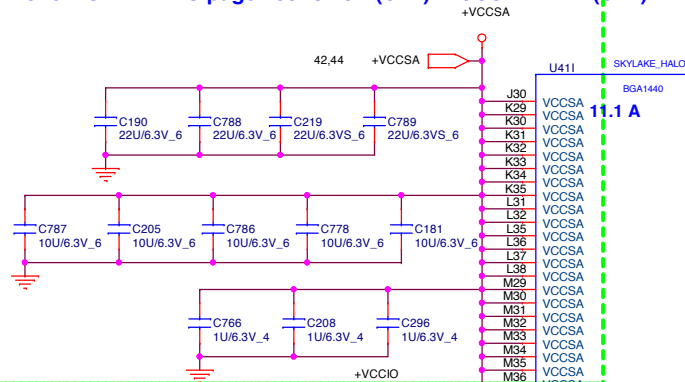 +VCCSA
42,44 +VCCSA
U41I SKYLAKE_HALO
BGA1440
11.1 A
J30 VCCSA
K29 VCCSA
K30 VCCSA
K31 VCCSA
K32 VCCSA
K33 VCCSA
K34 VCCSA
K35 VCCSA
L31 VCCSA
L32 VCCSA
L35 VCCSA
L36 VCCSA
L37 VCCSA
L38 VCCSA
M29 VCCSA
M30 VCCSA
M31 VCCSA
M32 VCCSA
M33 VCCSA
M34 VCCSA
M35 VCCSA
M36 VCCSA
C190 C788 C219 C789
22U/6.3V_6 22U/6.3V_6 22U/6.3VS_6 22U/6.3VS_6
C787 C205 C786 C778 C181
10U/6.3V_6 10U/6.3V_6 10U/6.3V_6 10U/6.3V_6 10U/6.3V_6
C766 C208 C296
1U/6.3V_4 1U/6.3V_4 1U/6.3V_4
+VCCIO